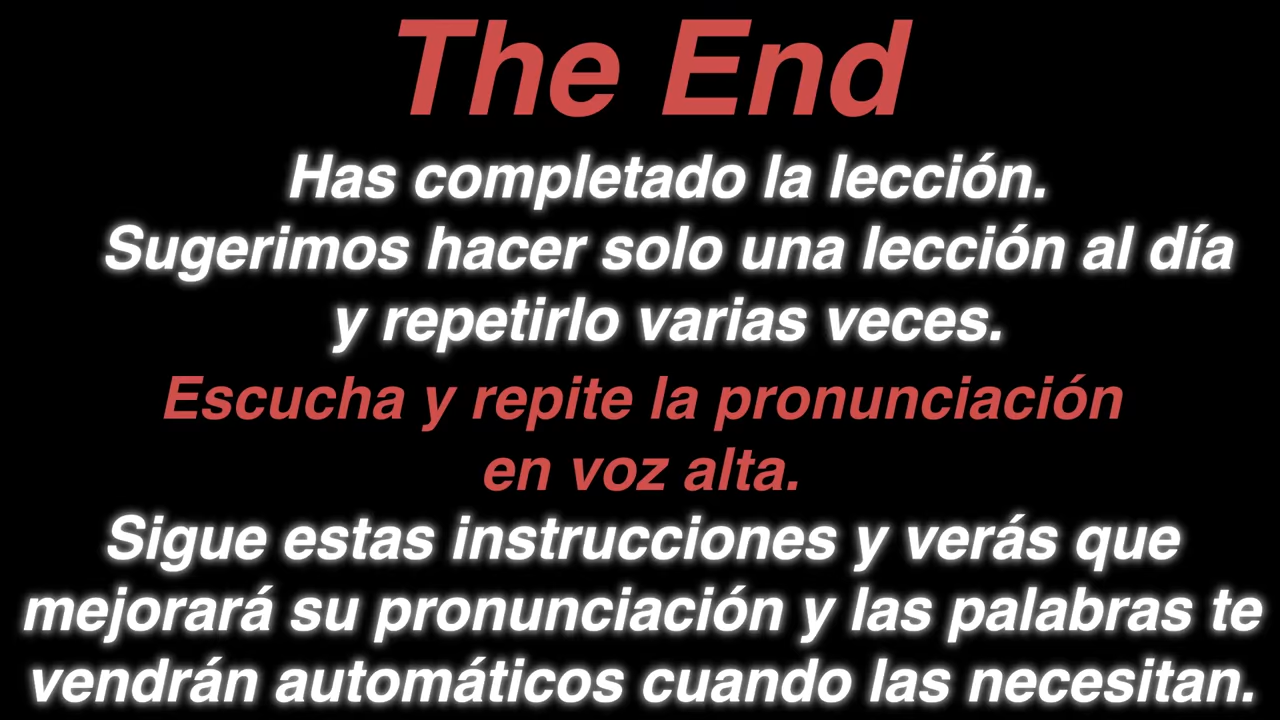 The End
Has completado la lección.
Sugerimos hacer solo una lección al día
y repetirlo varias veces.
Escucha y repite la pronunciación
en voz alta.
Sigue estas instrucciones y verás que
mejorará su pronunciación y las palabras te
vendrán automáticos cuando las necesitan.